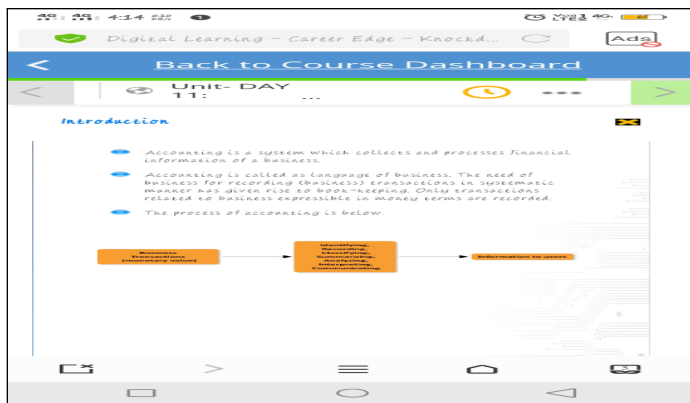 4G 4G 4:14
Digital Learning - Career Edge - Knockd...
Ads
Back to Course Dashboard
Unit- DAY
11: ...
Introduction
Accounting is a system which collects and processes financial
information of a business.
Accounting is called as language of business. The need of
business for recording (business) transactions in systematic
manner has given rise to book-keeping. Only transactions
related to business expressible in money terms are recorded.
The process of accounting is below.
Business
Transactions
(monetary value)
Identifying,
Recording,
Classifying,
Summarizing,
Analyzing,
Interpreting,
Communicating
Information to users